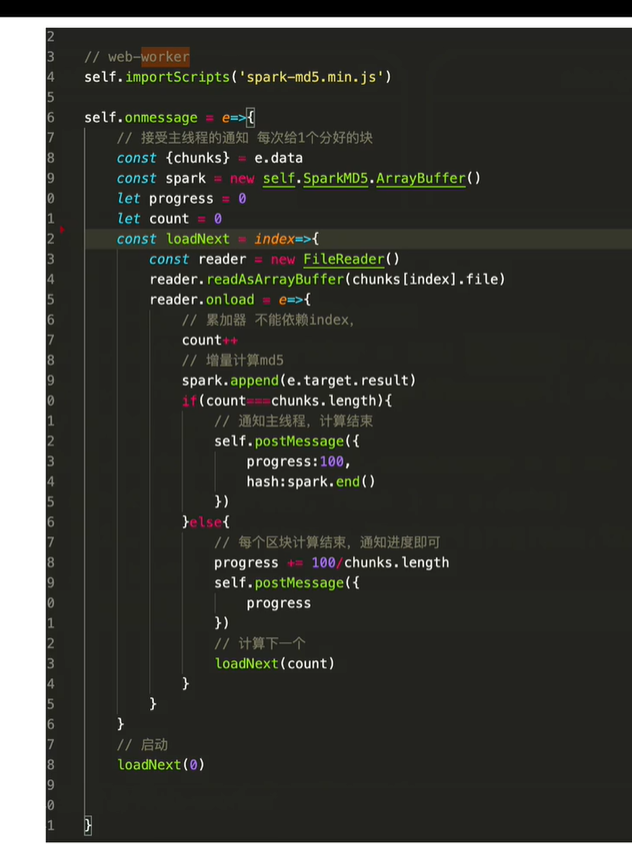 2
3 // web-worker
4 self.importScripts('spark-md5.min.js')
5
6 self.onmessage = e=>{
7 // 接受主线程的通知 每次给1个分好的块
8 const {chunks} = e.data
9 const spark = new self.SparkMD5.ArrayBuffer()
0 let progress = 0
1 let count = 0
2 const loadNext = index=>{
3 const reader = new FileReader()
4 reader.readAsArrayBuffer(chunks[index].file)
5 reader.onload = e=>{
6 // 累加器 不能依赖index,
7 count++
8 // 增量计算md5
9 spark.append(e.target.result)
0 if(count===chunks.length){
1 // 通知主线程，计算结束
2 self.postMessage({
3 progress:100,
4 hash:spark.end()
5 })
6 }else{
7 // 每个区块计算结束，通知进度即可
8 progress += 100/chunks.length
9 self.postMessage({
0 progress
1 })
2 // 计算下一个
3 loadNext(count)
4 }
5 }
6 }
7 // 启动
8 loadNext(0)
9
0
1 }